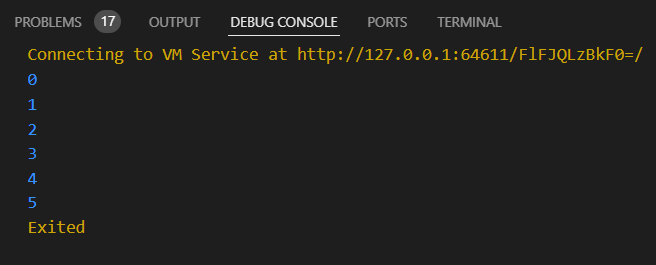 PROBLEMS 17 OUTPUT DEBUG CONSOLE PORTS TERMINAL
Connecting to VM Service at http://127.0.0.1:64611/FlFJQLzBkF0=/
0
1
2
3
4
5
Exited